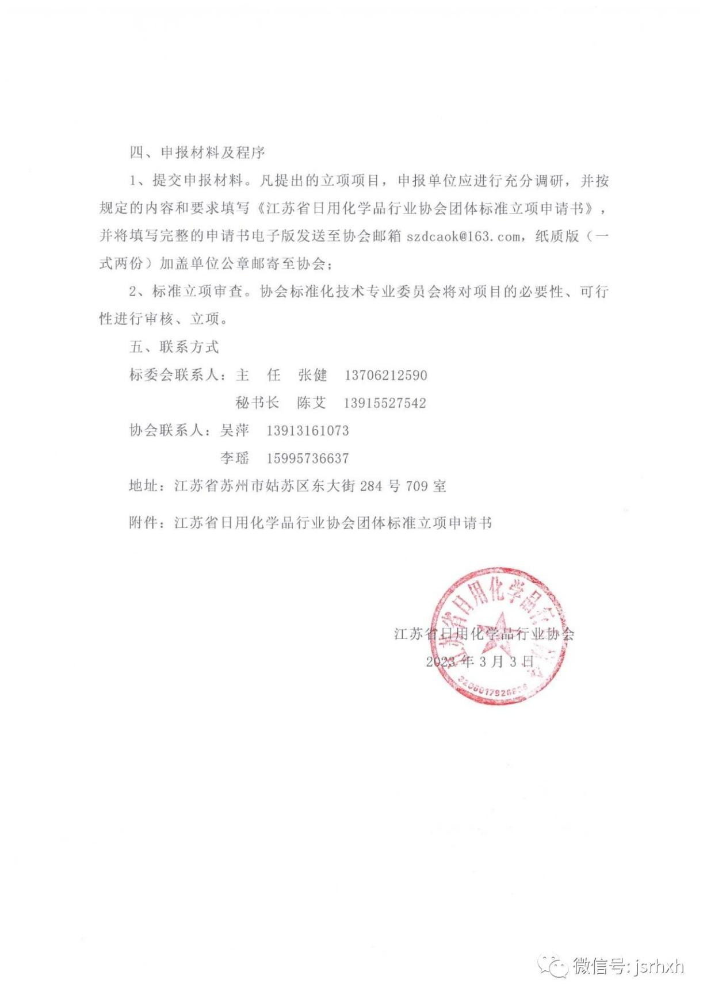 四、申报材料及程序
1、提交申报材料。凡提出的立项项目，申报单位应进行充分调研，并按
规定的内容和要求填写《江苏省日用化学品行业协会团体标准立项申请书》，
并将填写完整的申请书电子版发送至协会邮箱 szdcaok@163.com，纸质版（一
式两份）加盖单位公章邮寄至协会；
2、标准立项审查。协会标准化技术专业委员会将对项目的必要性、可行
性进行审核、立项。
五、联系方式
标委会联系人：主　任　张健　13706212590
秘书长　陈艾　13915527542
协会联系人：吴萍　13913161073
李瑶　15995736637
地址：江苏省苏州市姑苏区东大街 284 号 709 室
附件：江苏省日用化学品行业协会团体标准立项申请书
江苏省日用化学品行业协会
江苏省日用化学品行业协会
2023 年 3 月 3 日
微信号: jsrhxh